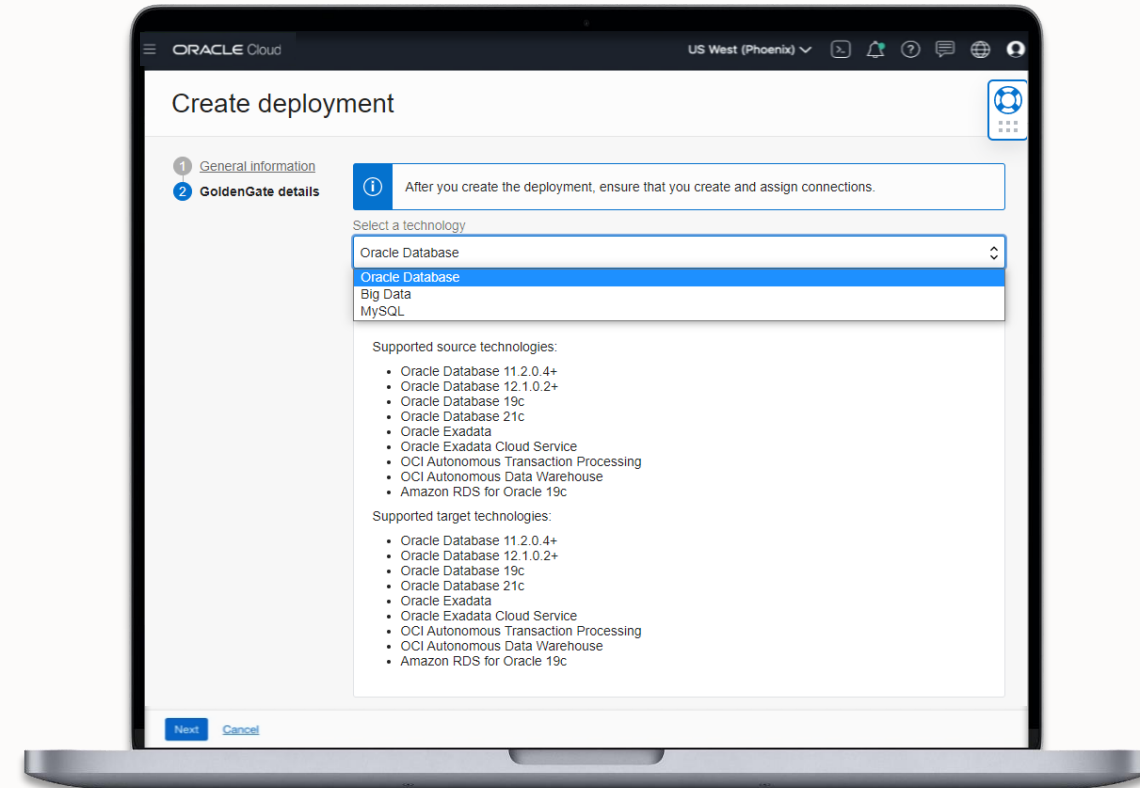 ORACLE Cloud
US West (Phoenix)
Create deployment
1 General information
2 GoldenGate details
After you create the deployment, ensure that you create and assign connections.
Select a technology
Oracle Database
Oracle Database
Big Data
MySQL
Supported source technologies:
• Oracle Database 11.2.0.4+
• Oracle Database 12.1.0.2+
• Oracle Database 19c
• Oracle Database 21c
• Oracle Exadata
• Oracle Exadata Cloud Service
• OCI Autonomous Transaction Processing
• OCI Autonomous Data Warehouse
• Amazon RDS for Oracle 19c
Supported target technologies:
• Oracle Database 11.2.0.4+
• Oracle Database 12.1.0.2+
• Oracle Database 19c
• Oracle Database 21c
• Oracle Exadata
• Oracle Exadata Cloud Service
• OCI Autonomous Transaction Processing
• OCI Autonomous Data Warehouse
• Amazon RDS for Oracle 19c
Next Cancel